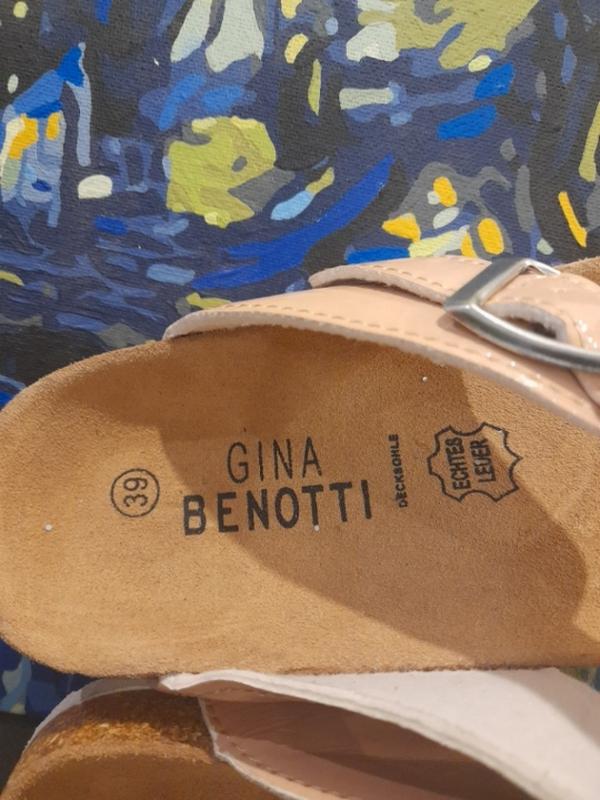 39
GINA
BENOTTI
DECKSOHLE
ECHTES
LEDER